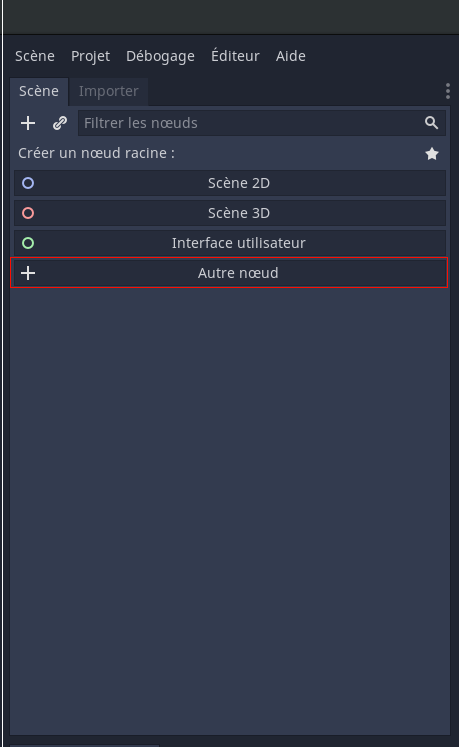 Scène Projet Débogage Éditeur Aide
Scène Importer
Filtrer les nœuds
Créer un nœud racine :
Scène 2D
Scène 3D
Interface utilisateur
Autre nœud